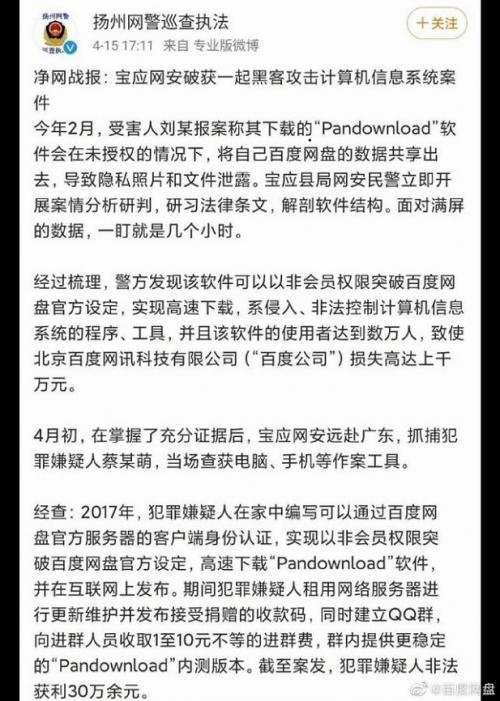 扬州网警
巡查执法
扬州网警巡查执法
4-15 17:11 来自 专业版微博
+关注
净网战报：宝应网安破获一起黑客攻击计算机信息系统案
件
今年2月，受害人刘某报案称其下载的“Pandownload”软
件会在未授权的情况下，将自己百度网盘的数据共享出
去，导致隐私照片和文件泄露。宝应县局网安民警立即开
展案情分析研判，研习法律条文，解剖软件结构。面对满屏
的数据，一盯就是几个小时。
经过梳理，警方发现该软件可以以非会员权限突破百度网
盘官方设定，实现高速下载，系侵入、非法控制计算机信息
系统的程序、工具，并且该软件的使用者达到数万人，致使
北京百度网讯科技有限公司（“百度公司”）损失高达上千
万元。
4月初，在掌握了充分证据后，宝应网安远赴广东，抓捕犯
罪嫌疑人蔡某萌，当场查获电脑、手机等作案工具。
经查：2017年，犯罪嫌疑人在家中编写可以通过百度网
盘官方服务器的客户端身份认证，实现以非会员权限突
破百度网盘官方设定，高速下载“Pandownload”软件，
并在互联网上发布。期间犯罪嫌疑人租用网络服务器进
行更新维护并发布接受捐赠的收款码，同时建立QQ群，
向进群人员收取1至10元不等的进群费，群内提供更稳定
的“Pandownload”内测版本。截至案发，犯罪嫌疑人非法
获利30万余元。
@百度网盘